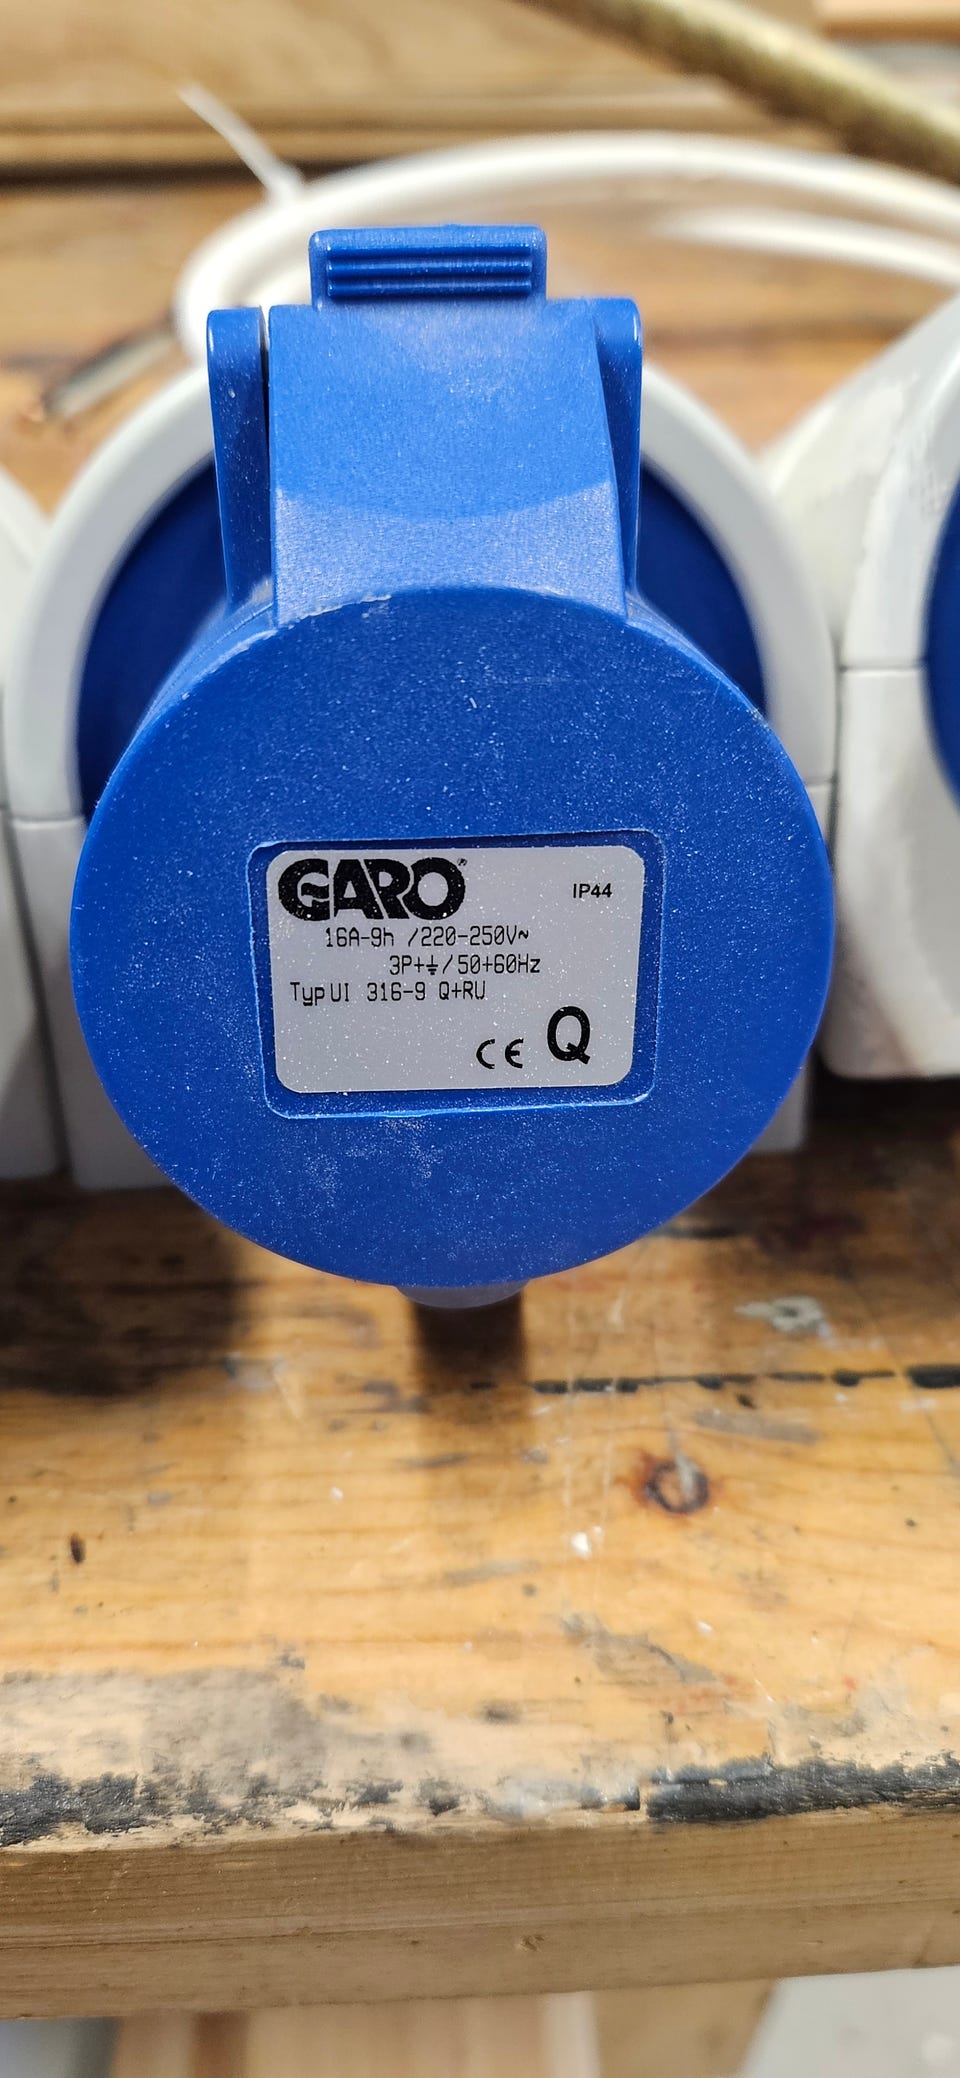 GARO® IP44
16A-9h /220-250V~
3P+⏚/50+60Hz
Typ UI 316-9 Q+RU
CE Q